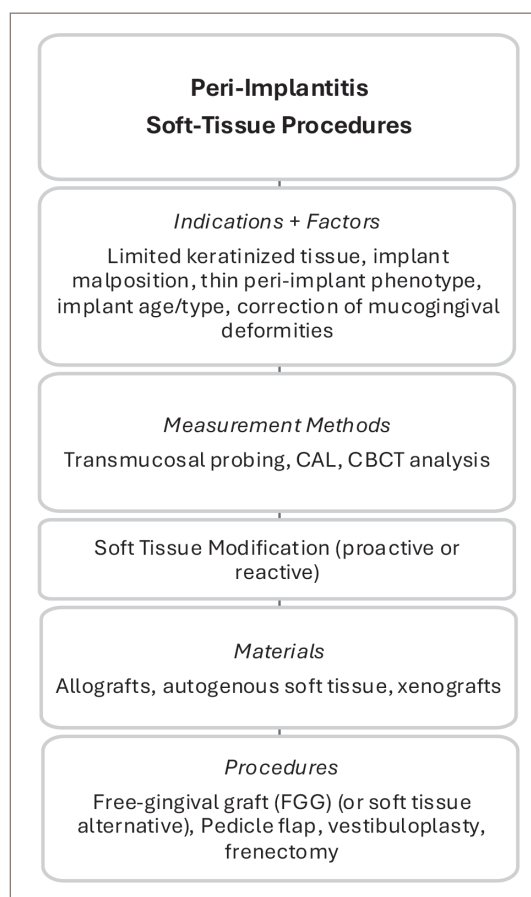 Peri-Implantitis
Soft-Tissue Procedures
Indications + Factors
Limited keratinized tissue, implant
malposition, thin peri-implant phenotype,
implant age/type, correction of mucogingival
deformities
Measurement Methods
Transmucosal probing, CAL, CBCT analysis
Soft Tissue Modification (proactive or
reactive)
Materials
Allografts, autogenous soft tissue, xenografts
Procedures
Free-gingival graft (FGG) (or soft tissue
alternative), Pedicle flap, vestibuloplasty,
frenectomy